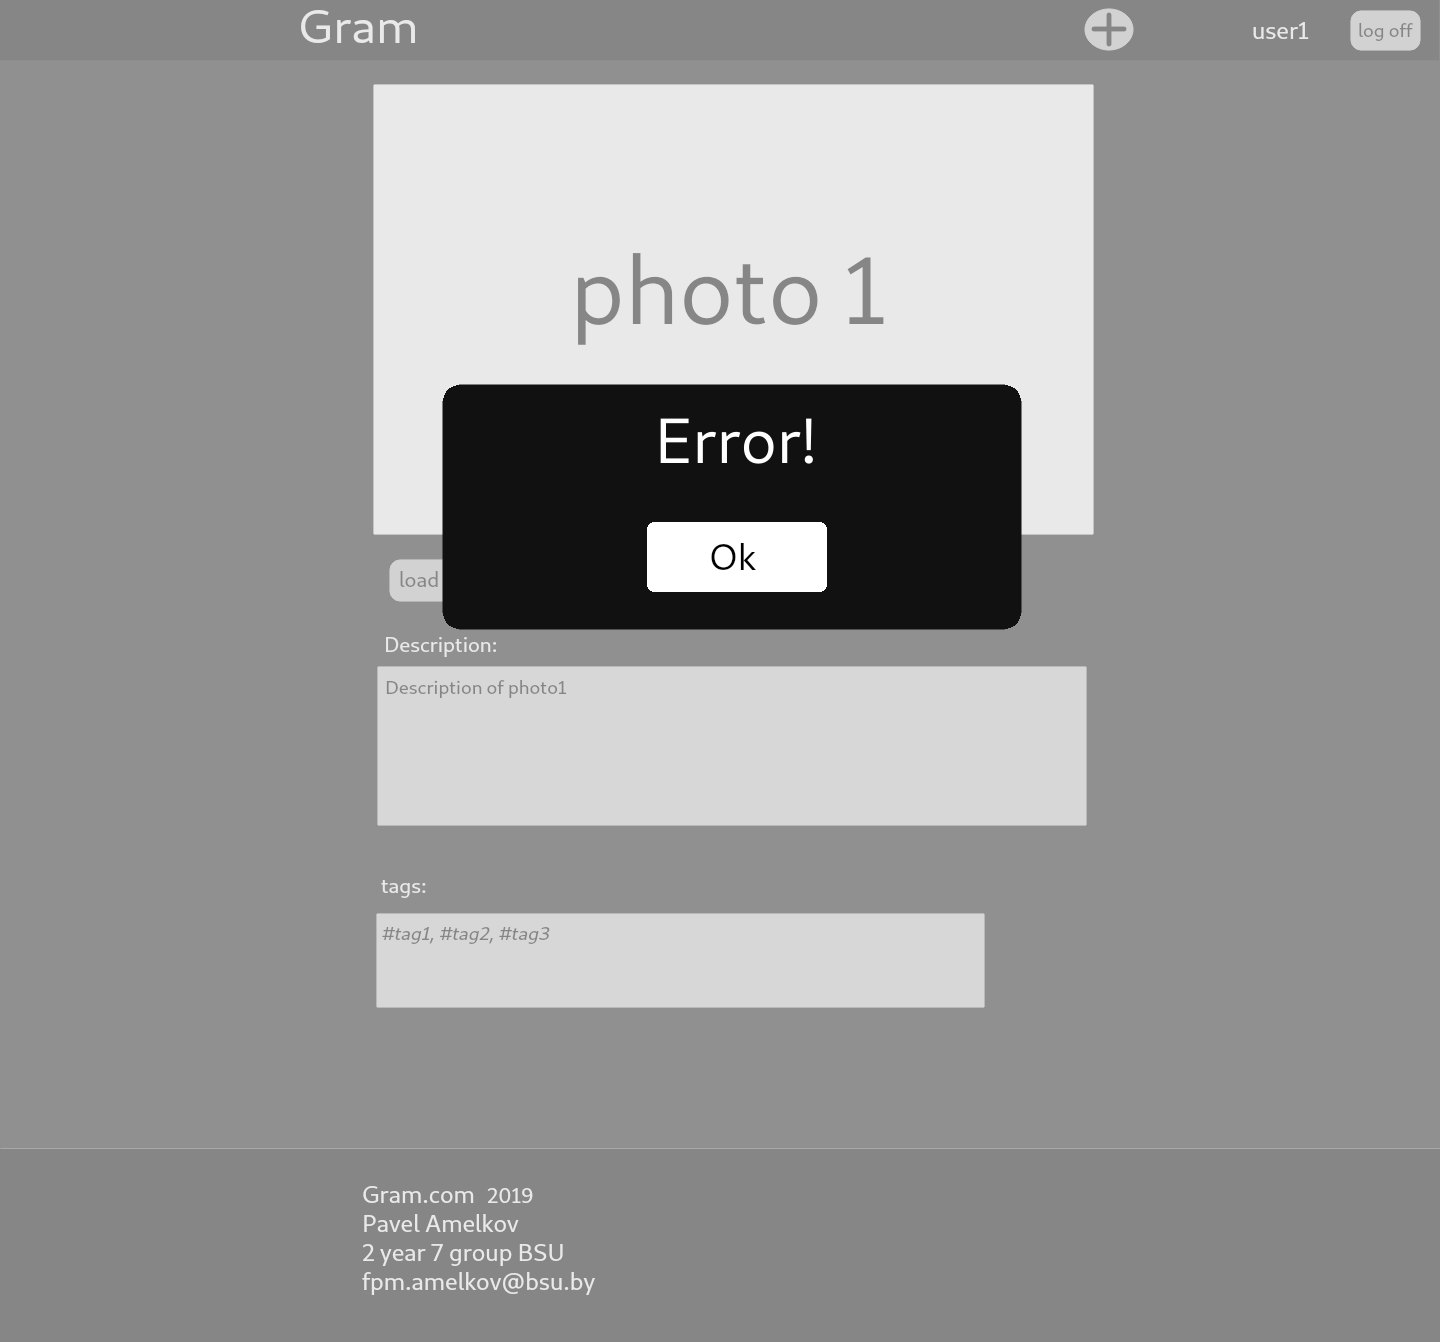 Gram
user1
log off
photo 1
Error!
Ok
load
Description:
Description of photo1
tags:
#tag1, #tag2, #tag3
Gram.com 2019
Pavel Amelkov
2 year 7 group BSU
fpm.amelkov@bsu.by